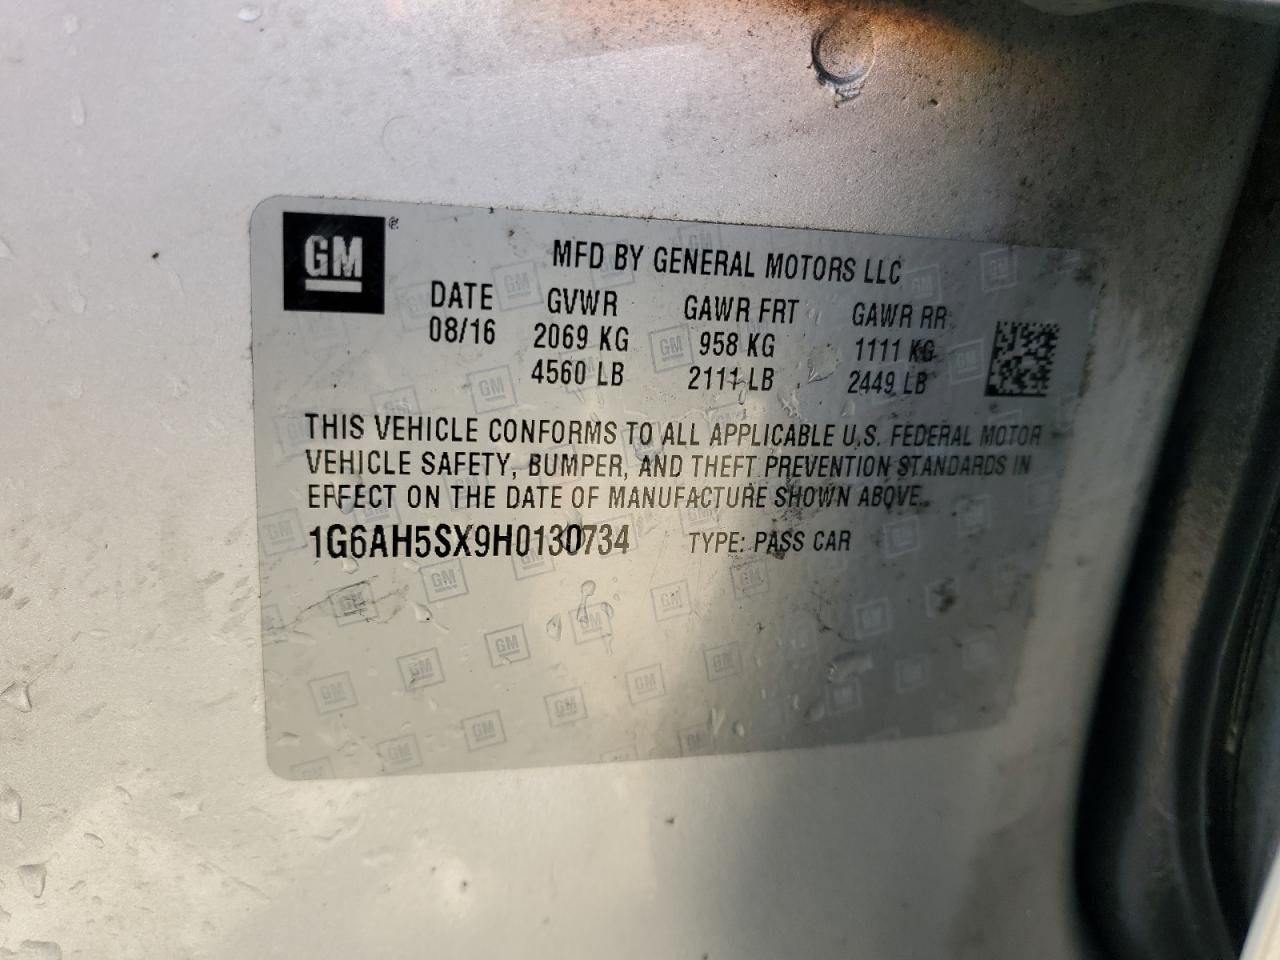 GM®
MFD BY GENERAL MOTORS LLC
DATE GVWR GAWR FRT GAWR RR
08/16 2069 KG 958 KG 1111 KG
4560 LB 2111 LB 2449 LB
THIS VEHICLE CONFORMS TO ALL APPLICABLE U.S. FEDERAL MOTOR
VEHICLE SAFETY, BUMPER, AND THEFT PREVENTION STANDARDS IN
EFFECT ON THE DATE OF MANUFACTURE SHOWN ABOVE.
1G6AH5SX9H0130734 TYPE: PASS CAR